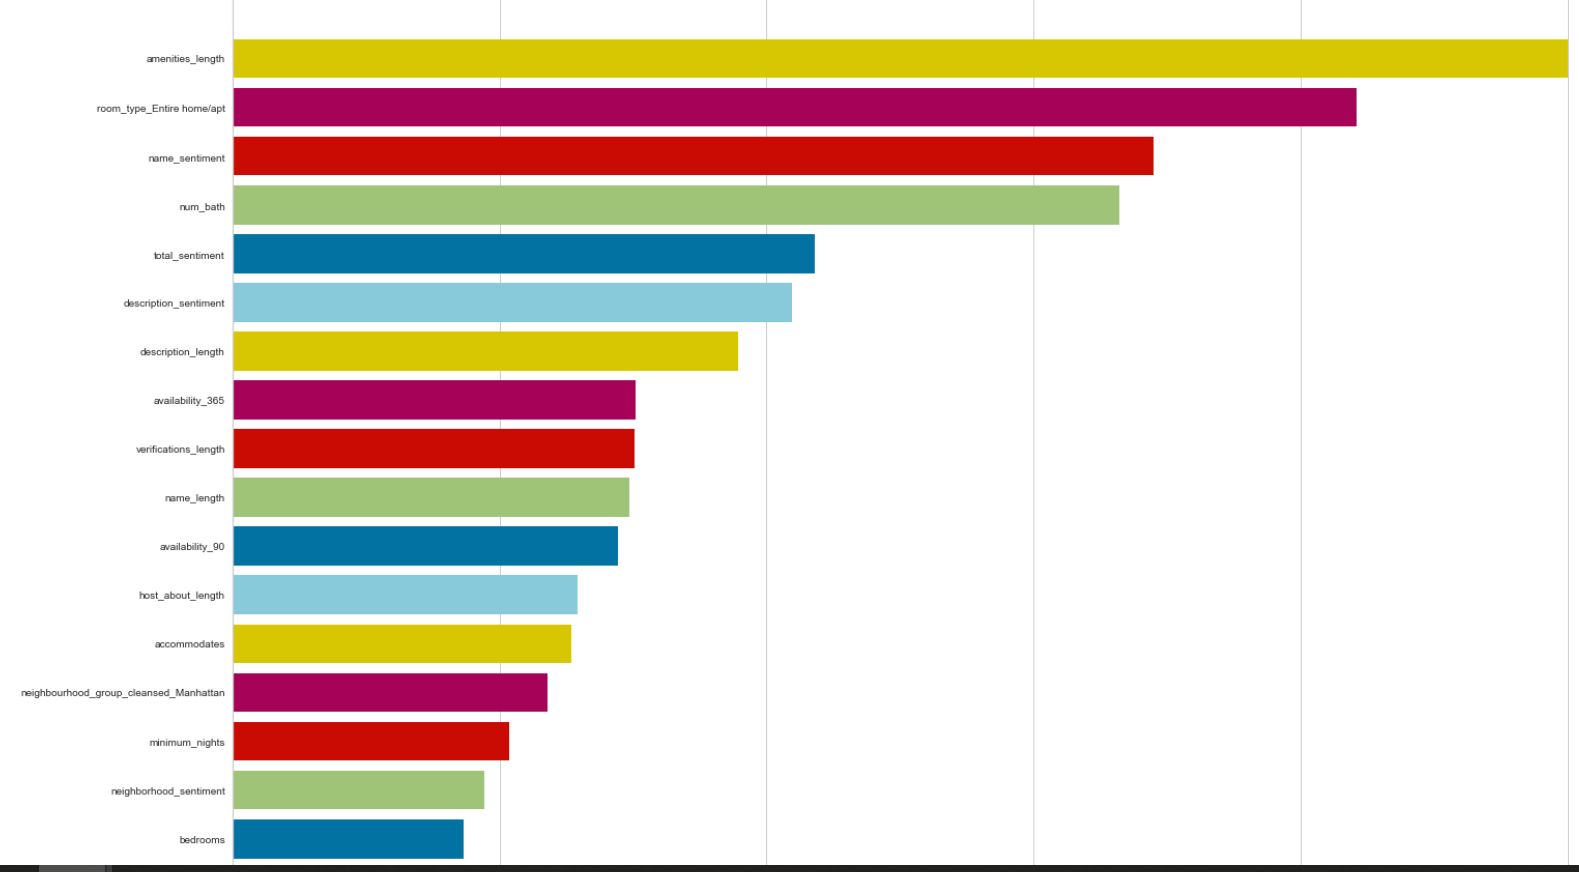 amenities_length
room_type_Entire home/apt
name_sentiment
num_bath
total_sentiment
description_sentiment
description_length
availability_365
verifications_length
name_length
availability_90
host_about_length
accommodates
neighbourhood_group_cleansed_Manhattan
minimum_nights
neighborhood_sentiment
bedrooms